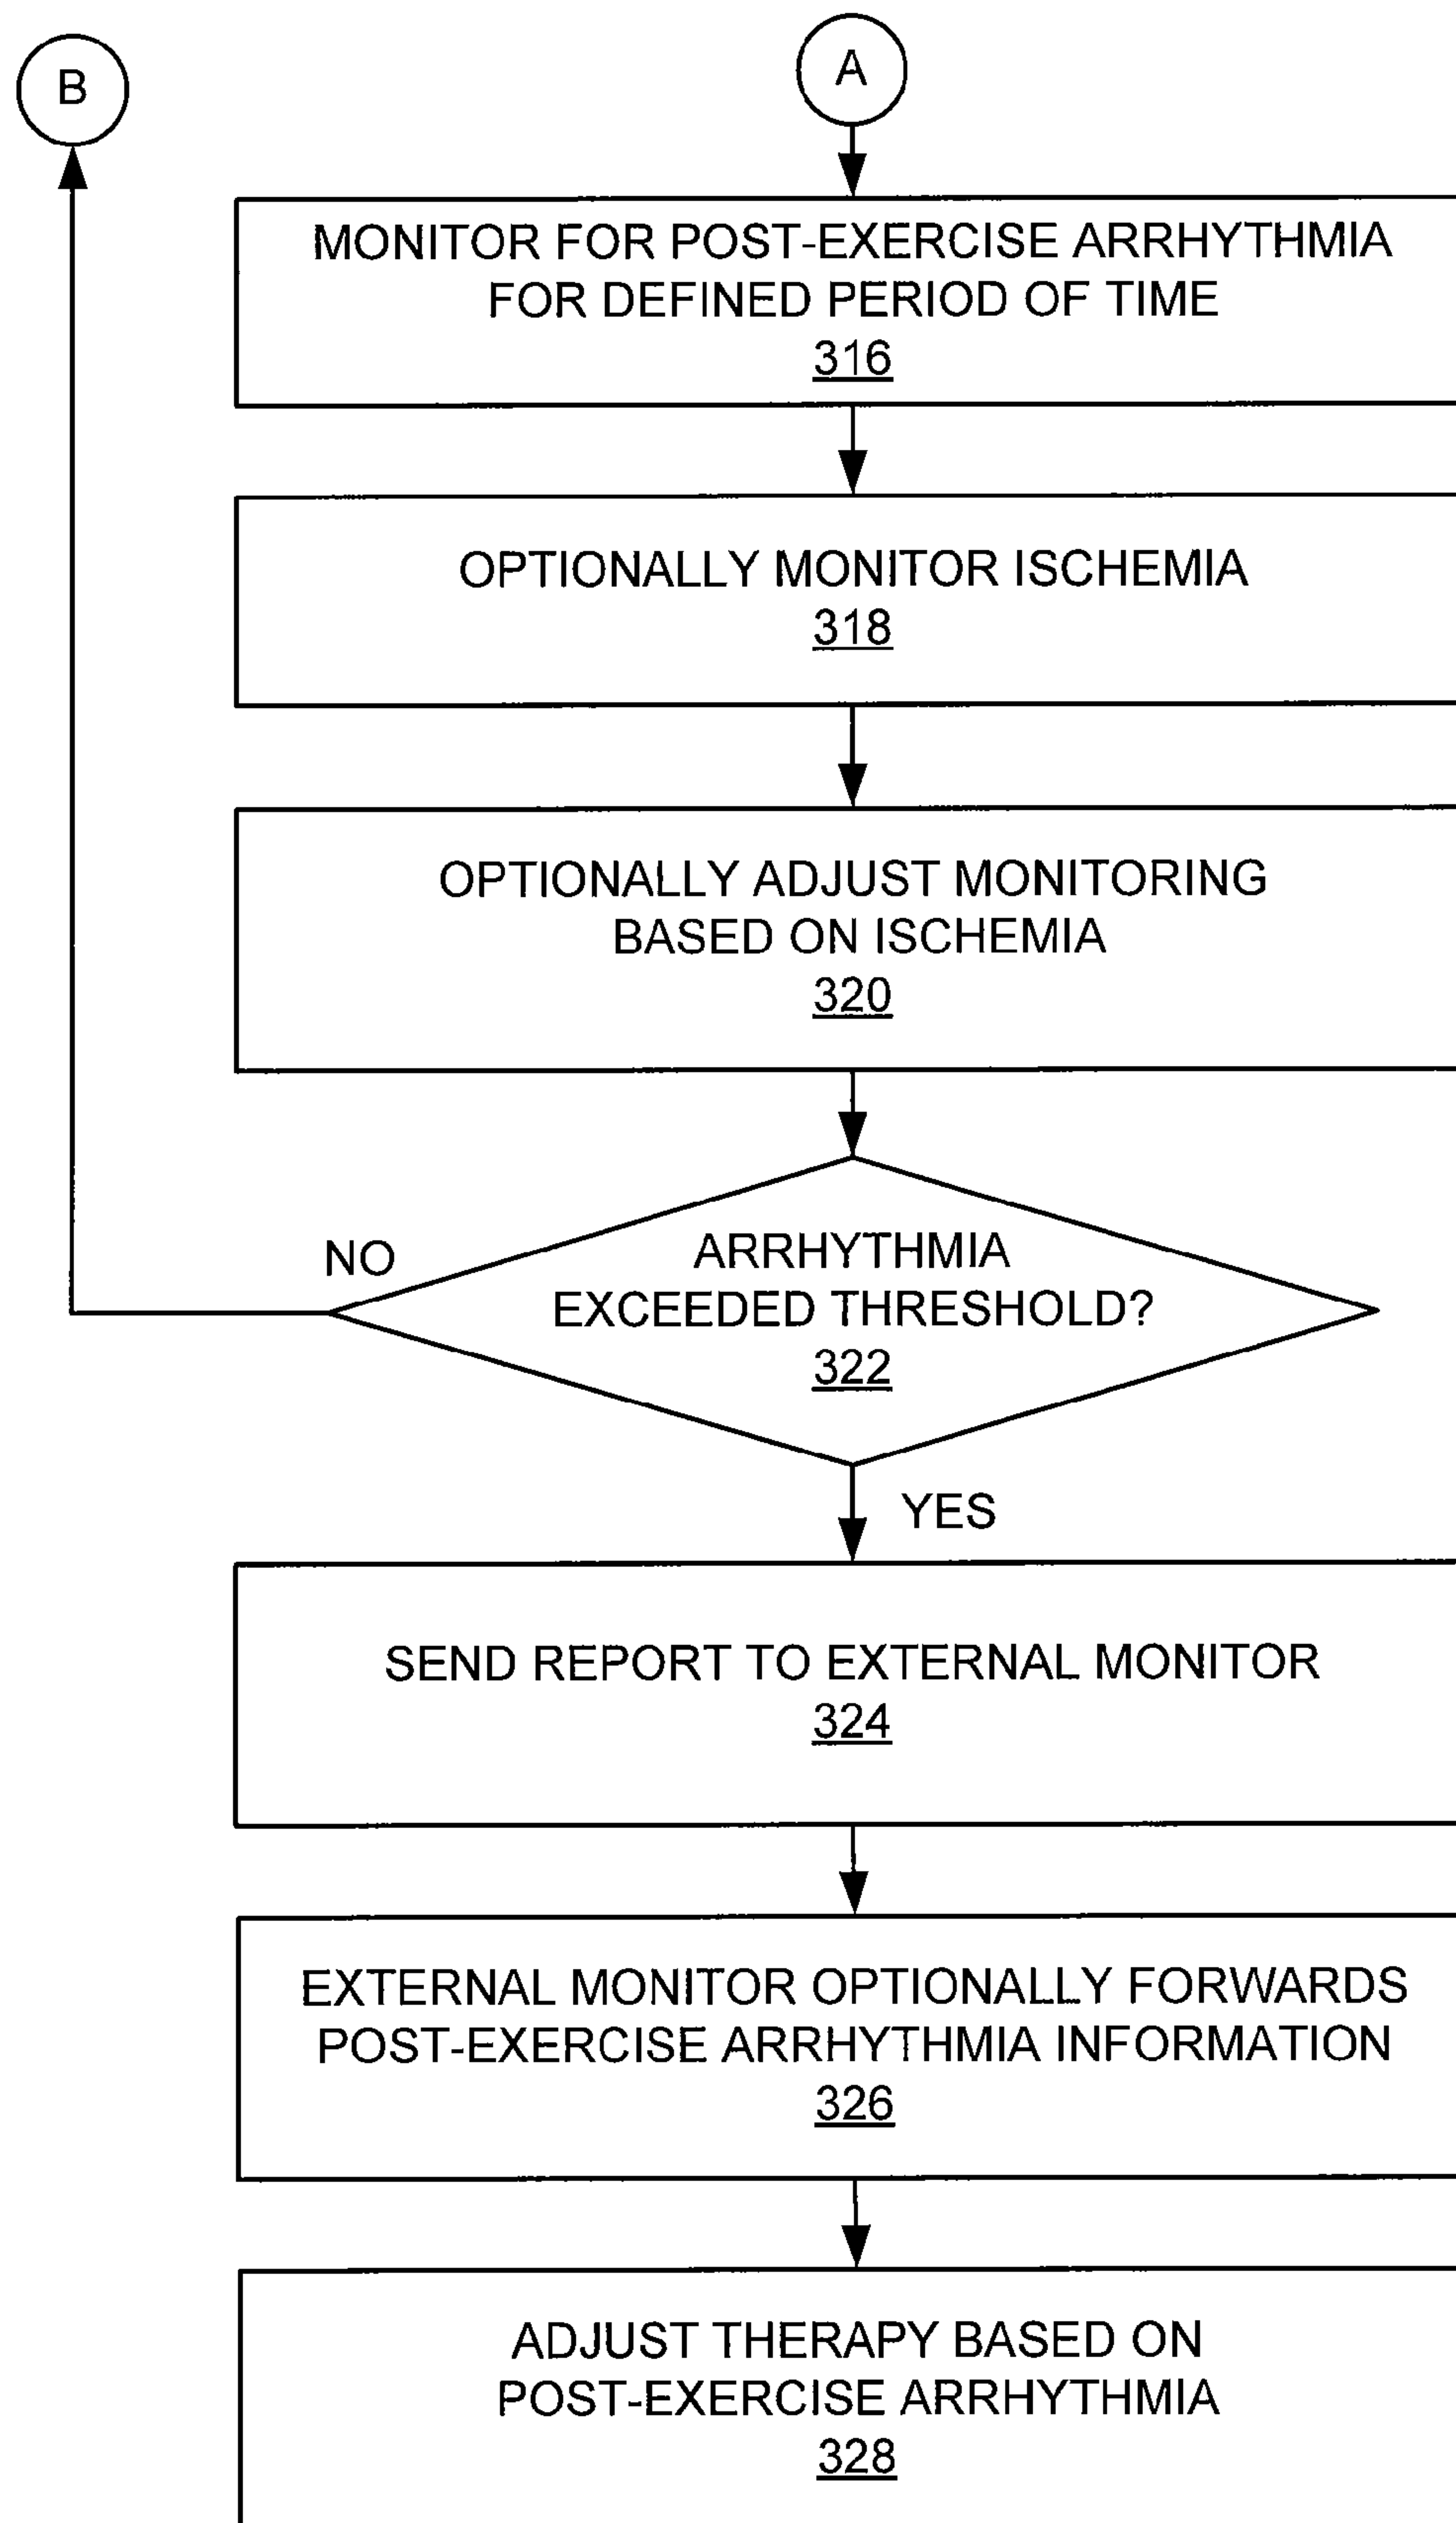 B
A
MONITOR FOR POST-EXERCISE ARRHYTHMIA
FOR DEFINED PERIOD OF TIME
316
OPTIONALLY MONITOR ISCHEMIA
318
OPTIONALLY ADJUST MONITORING
BASED ON ISCHEMIA
320
NO
ARRHYTHMIA
EXCEEDED THRESHOLD?
322
YES
SEND REPORT TO EXTERNAL MONITOR
324
EXTERNAL MONITOR OPTIONALLY FORWARDS
POST-EXERCISE ARRHYTHMIA INFORMATION
326
ADJUST THERAPY BASED ON
POST-EXERCISE ARRHYTHMIA
328